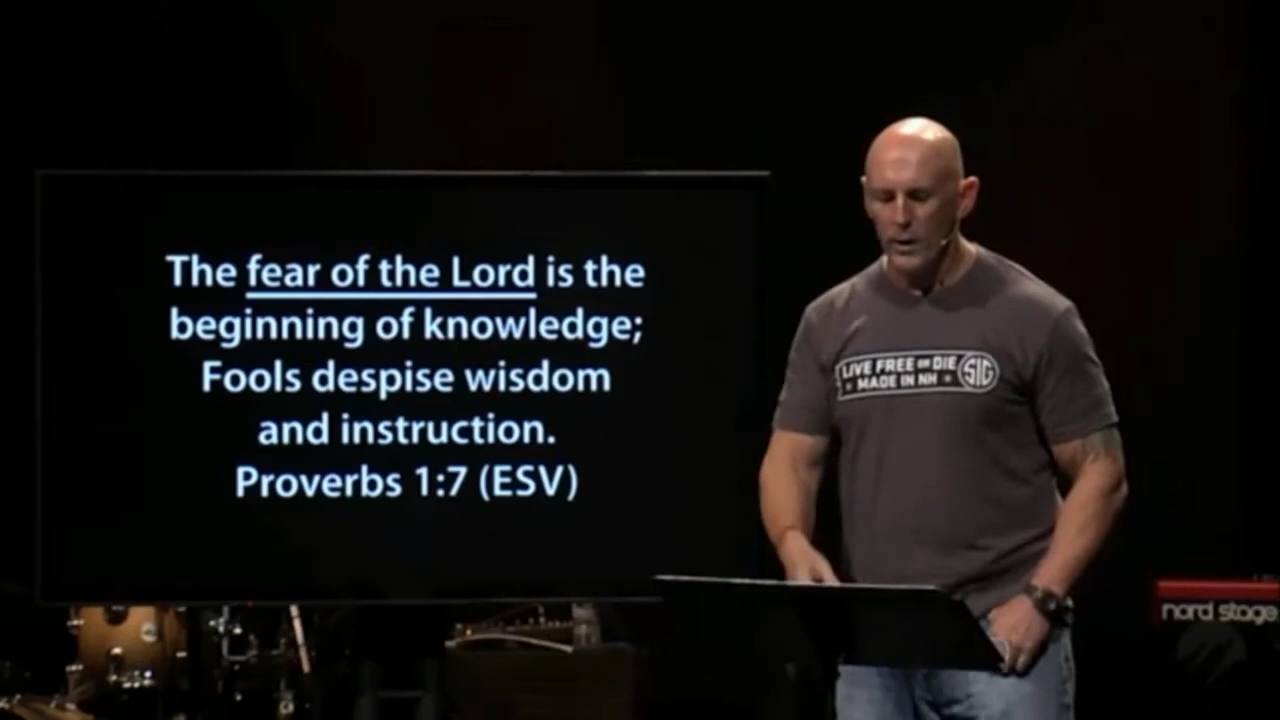 The fear of the Lord is the
beginning of knowledge;
Fools despise wisdom
and instruction.
Proverbs 1:7 (ESV)
LIVE FREE OR DIE
MADE IN NH
SIG
nord stage